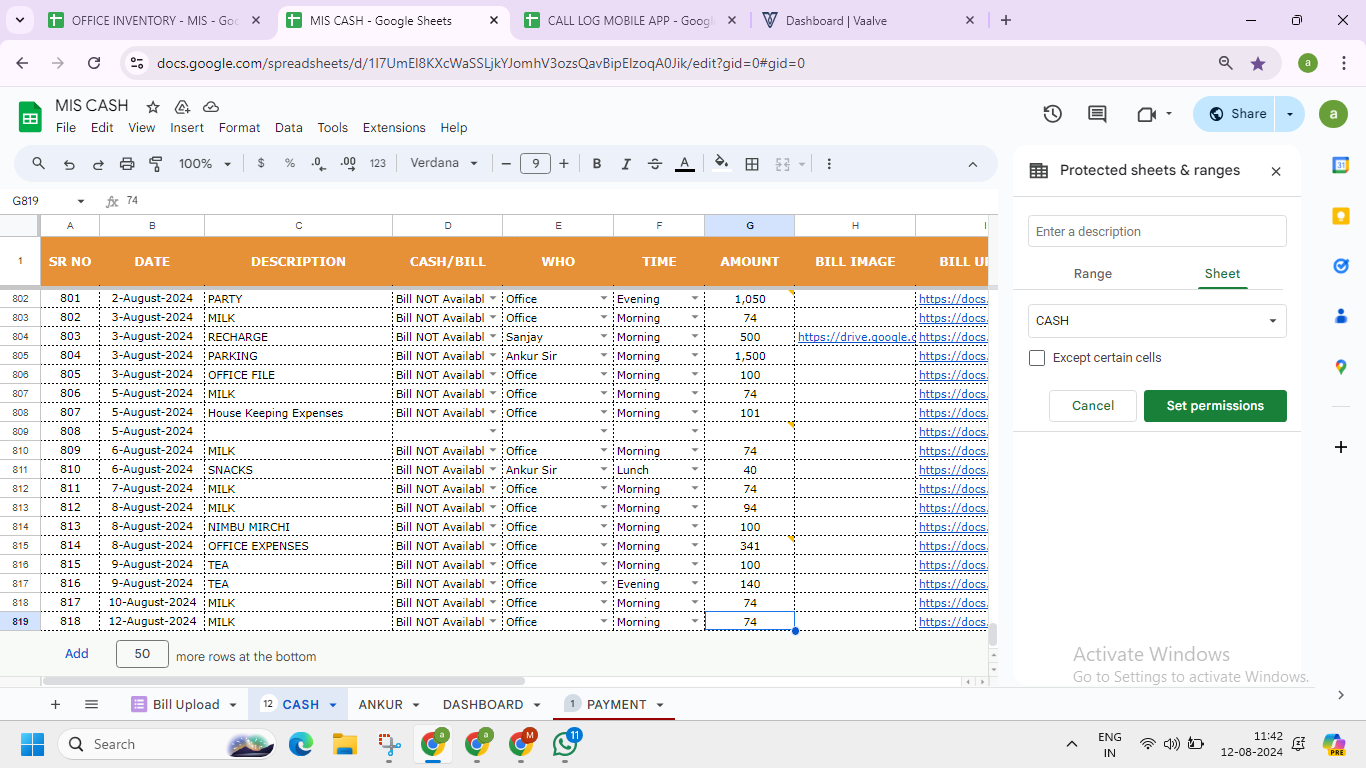 OFFICE INVENTORY - MIS - Goo
MIS CASH - Google Sheets
CALL LOG MOBILE APP - Googl
Dashboard | Vaalve
a
MIS CASH
File Edit View Insert Format Data Tools Extensions Help
Share
a
100% $ % .0 .00 123 Verdana 9 B I A
G819 fx 74
A B C D E F G H I
1 SR NO DATE DESCRIPTION CASH/BILL WHO TIME AMOUNT BILL IMAGE BILL U
802 801 2-August-2024 PARTY Bill NOT Availabl Office Evening 1,050 https://docs.
803 802 3-August-2024 MILK Bill NOT Availabl Office Morning 74 https://docs.
804 803 3-August-2024 RECHARGE Bill NOT Availabl Sanjay Morning 500 https://drive.google.c https://docs.
805 804 3-August-2024 PARKING Bill NOT Availabl Ankur Sir Morning 1,500 https://docs.
806 805 3-August-2024 OFFICE FILE Bill NOT Availabl Office Morning 100 https://docs.
807 806 5-August-2024 MILK Bill NOT Availabl Office Morning 74 https://docs.
808 807 5-August-2024 House Keeping Expenses Bill NOT Availabl Office Morning 101 https://docs.
809 808 5-August-2024 https://docs.
810 809 6-August-2024 MILK Bill NOT Availabl Office Morning 74 https://docs.
811 810 6-August-2024 SNACKS Bill NOT Availabl Ankur Sir Lunch 40 https://docs.
812 811 7-August-2024 MILK Bill NOT Availabl Office Morning 74 https://docs.
813 812 8-August-2024 MILK Bill NOT Availabl Office Morning 94 https://docs.
814 813 8-August-2024 NIMBU MIRCHI Bill NOT Availabl Office Morning 100 https://docs.
815 814 8-August-2024 OFFICE EXPENSES Bill NOT Availabl Office Morning 341 https://docs.
816 815 9-August-2024 TEA Bill NOT Availabl Office Morning 100 https://docs.
817 816 9-August-2024 TEA Bill NOT Availabl Office Evening 140 https://docs.
818 817 10-August-2024 MILK Bill NOT Availabl Office Morning 74 https://docs.
819 818 12-August-2024 MILK Bill NOT Availabl Office Morning 74 https://docs.
Add 50 more rows at the bottom
Bill Upload 12 CASH ANKUR DASHBOARD 1 PAYMENT
Protected sheets & ranges
Enter a description
Range Sheet
CASH
Except certain cells
Cancel Set permissions
Activate Windows
Go to Settings to activate Windows.
Search
a a M 11
ENG
IN
11:42
12-08-2024
PRE